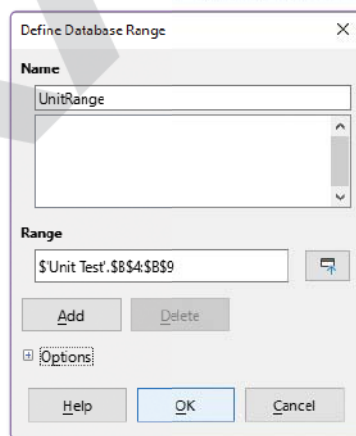 Define Database Range
Name
UnitRange
Range
$'Unit Test'.$B$4:$B$9
Add
Delete
Options
Help
OK
Cancel